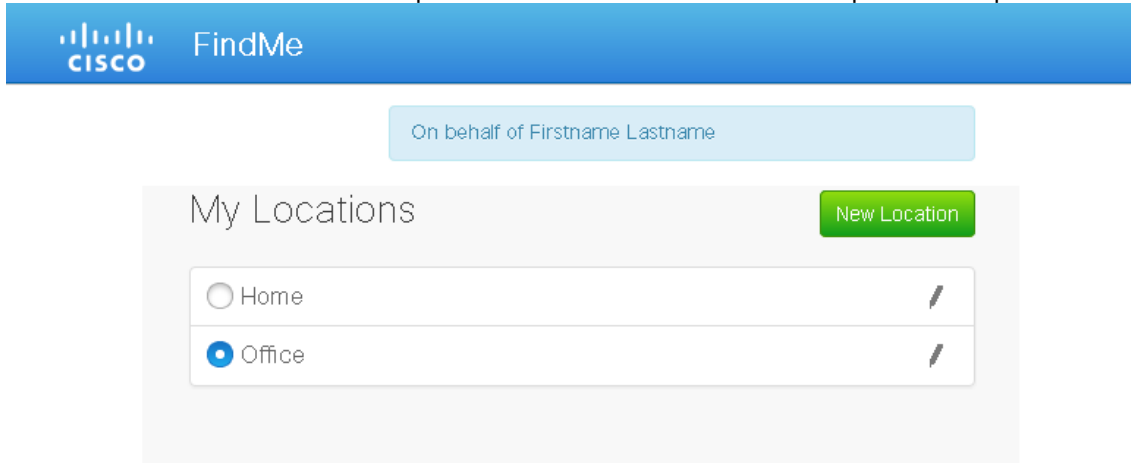 CISCO FindMe
On behalf of Firstname Lastname
My Locations New Location
Home
Office